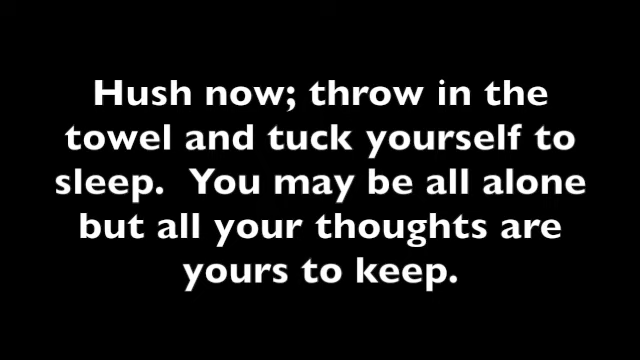 Hush now; throw in the
towel and tuck yourself to
sleep.  You may be all alone
but all your thoughts are
yours to keep.